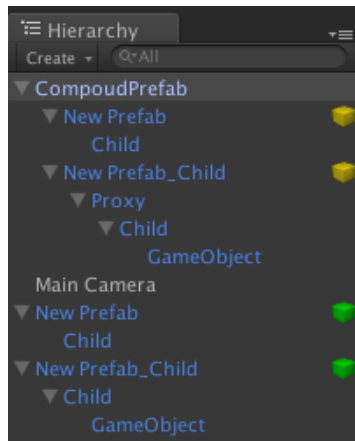 Hierarchy
Create All
CompoudPrefab
New Prefab
Child
New Prefab_Child
Proxy
Child
GameObject
Main Camera
New Prefab
Child
New Prefab_Child
Child
GameObject